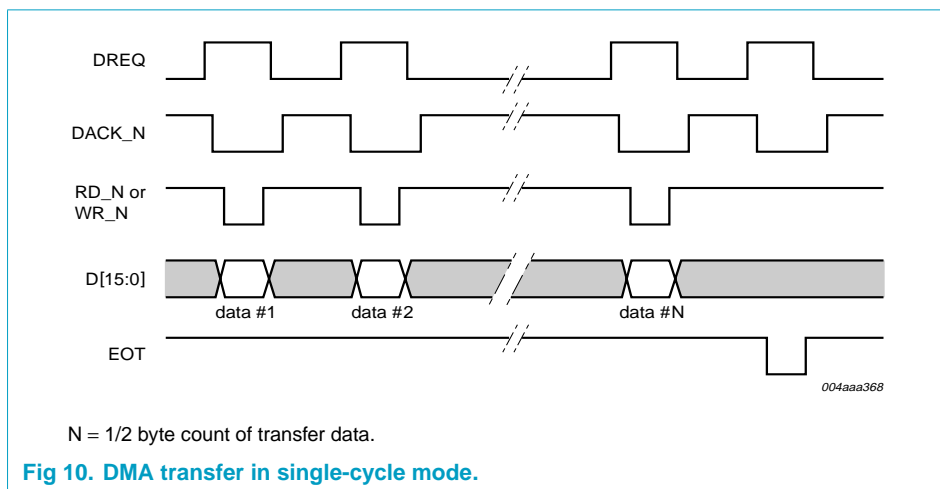 DREQ
DACK_N
RD_N or
WR_N
D[15:0]
data #1 data #2 data #N
EOT
004aaa368
N = 1/2 byte count of transfer data.
Fig 10. DMA transfer in single-cycle mode.